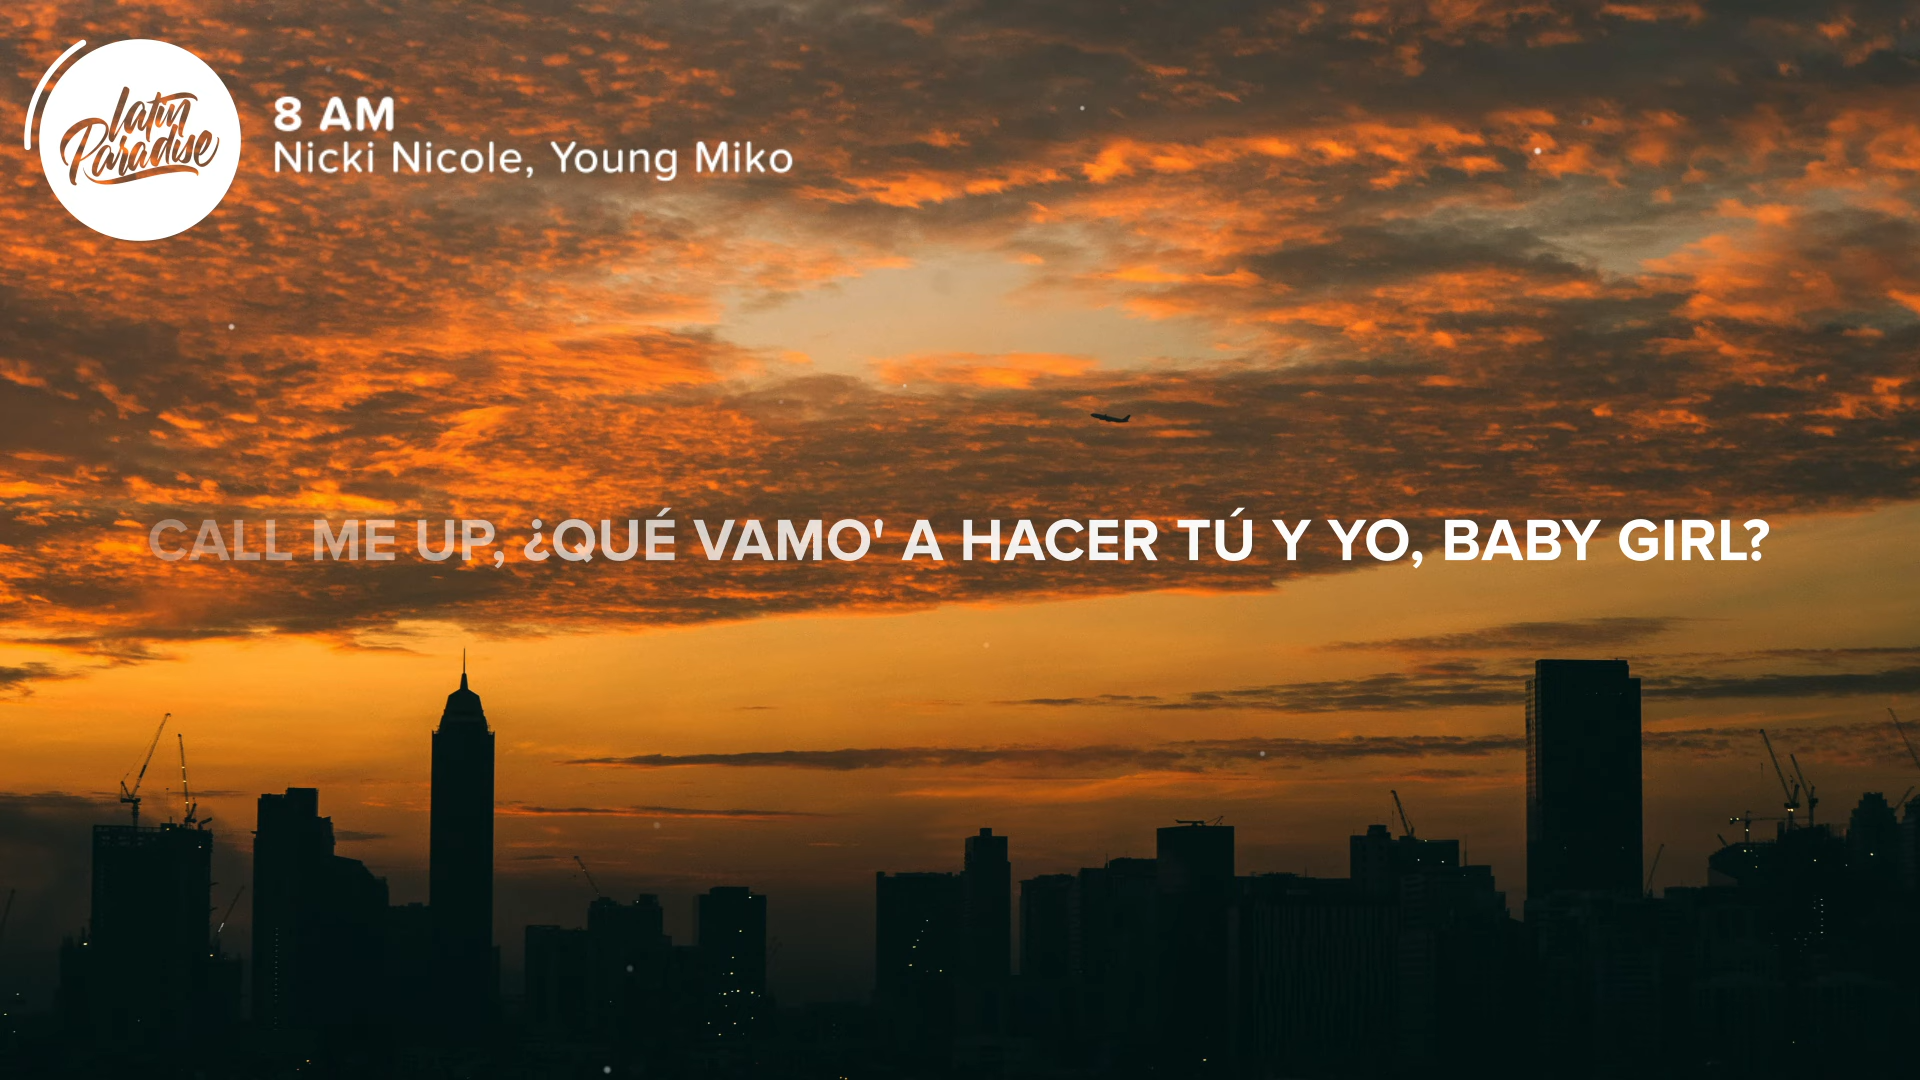 latin
Paradise
8 AM
Nicki Nicole, Young Miko
CALL ME UP, ¿QUÉ VAMO' A HACER TÚ Y YO, BABY GIRL?